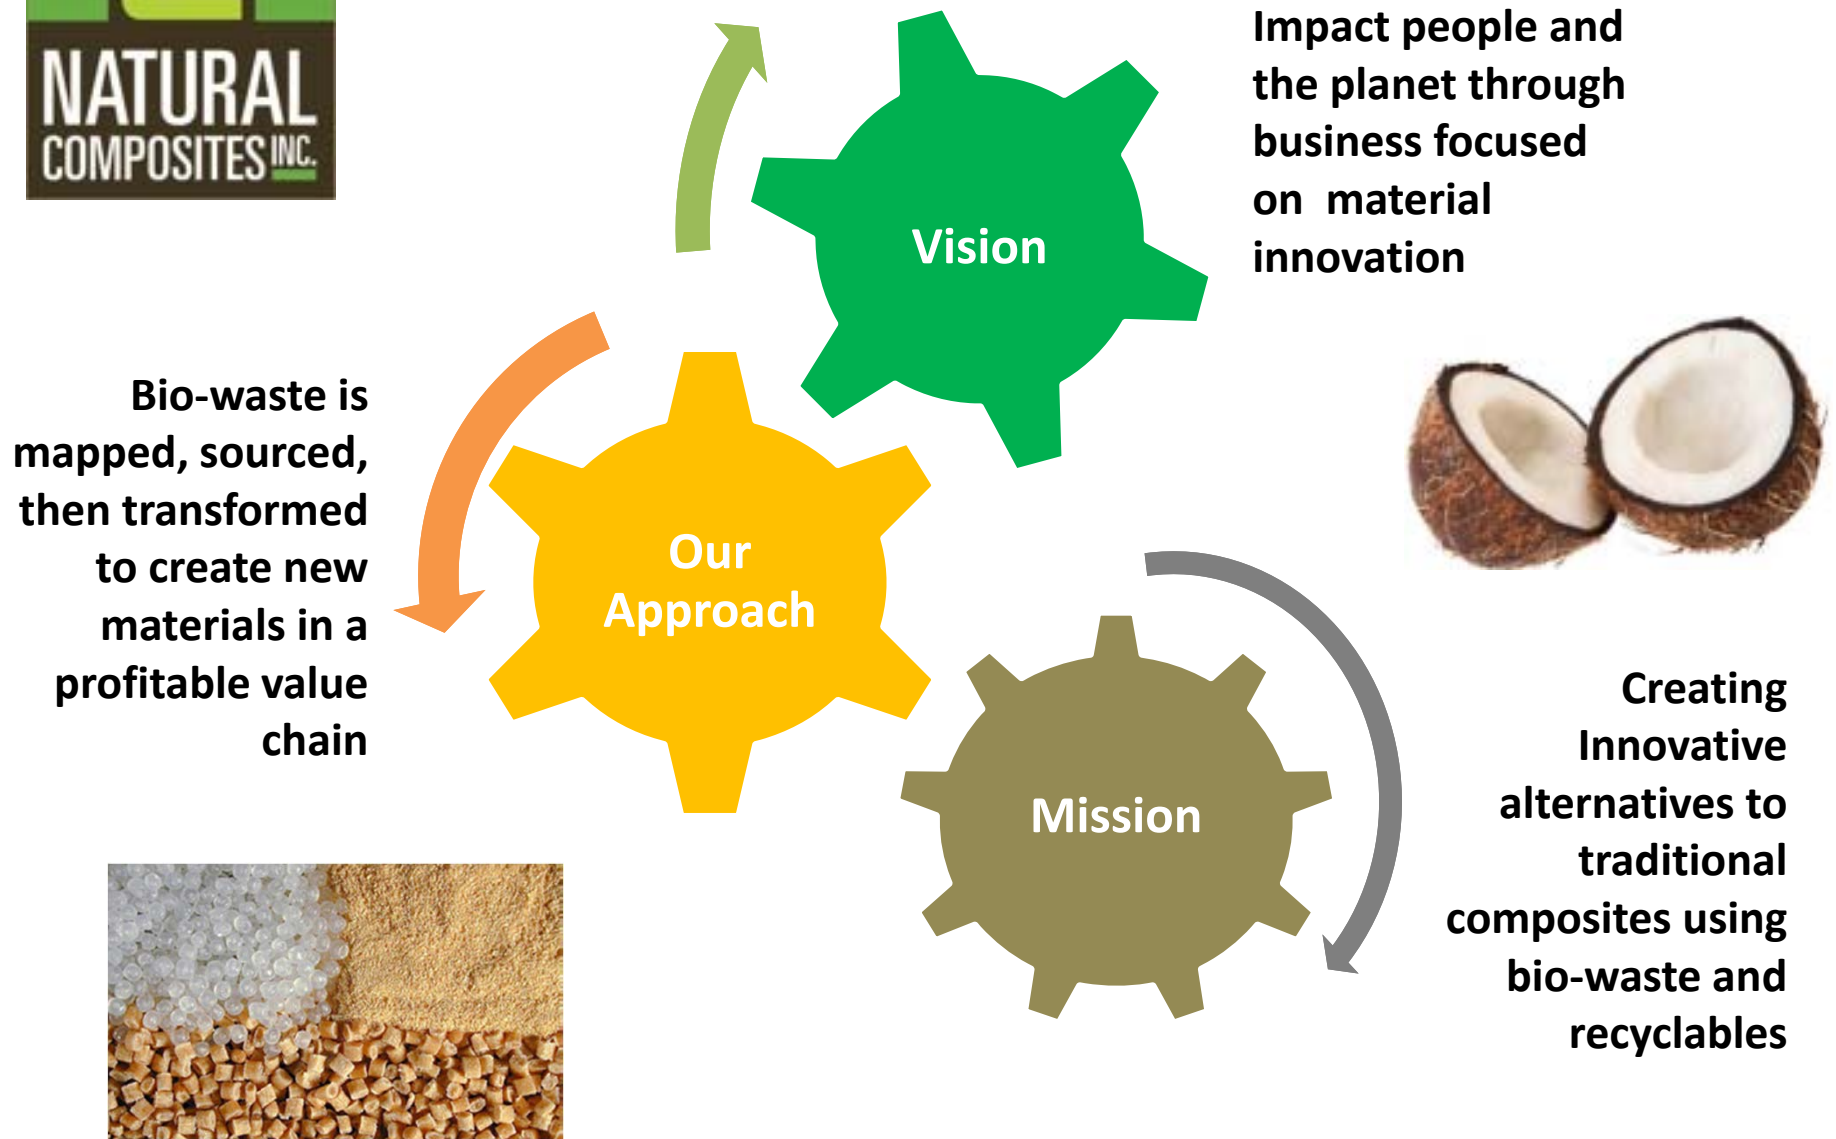 NATURAL
COMPOSITES INC.
Impact people and
the planet through
business focused
on  material
innovation
Vision
Bio-waste is
mapped, sourced,
then transformed
to create new
materials in a
profitable value
chain
Our
Approach
Mission
Creating
Innovative
alternatives to
traditional
composites using
bio-waste and
recyclables